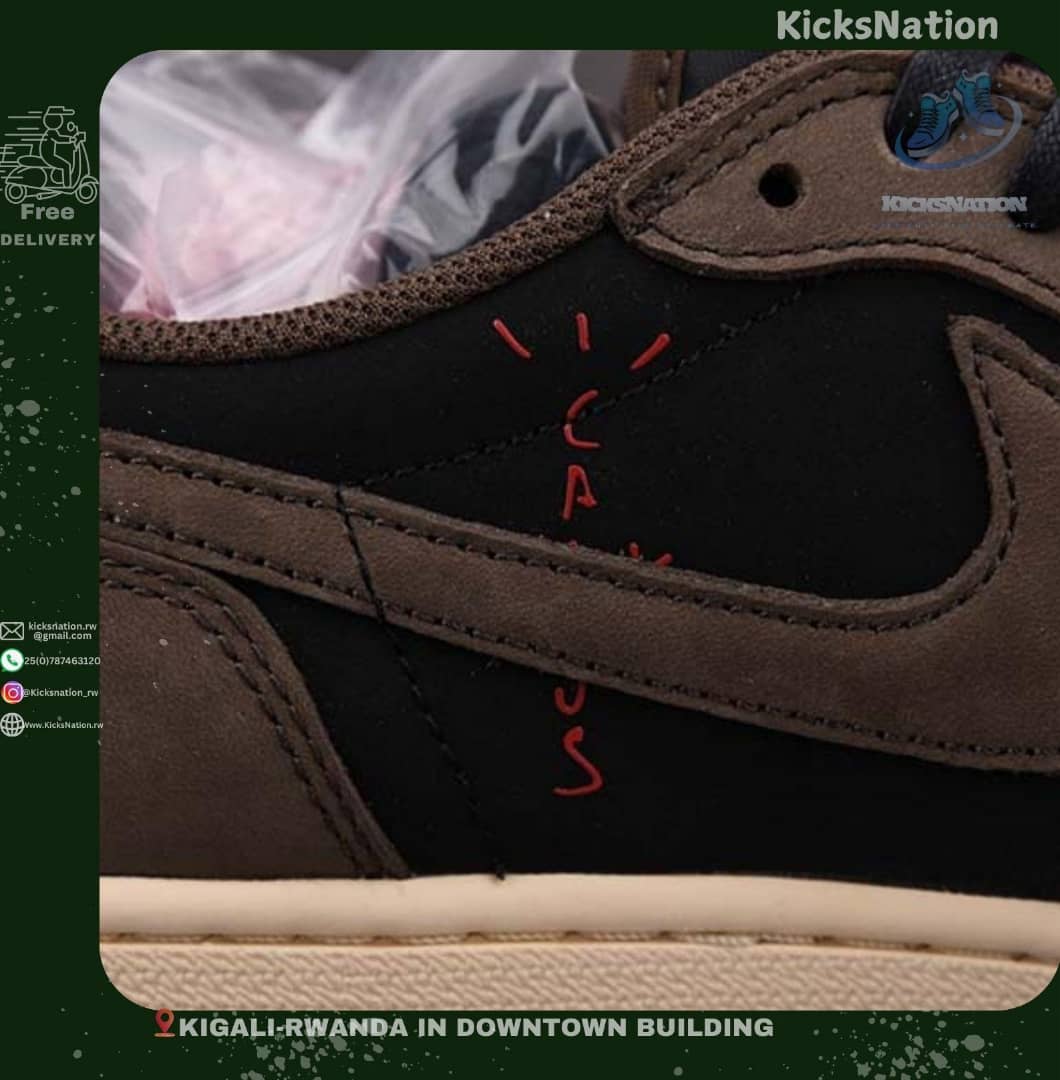 KicksNation
KICKSNATION
Free
DELIVERY
C
A
U
S
kicksnation.rw
@gmail.com
25(0)787463120
@Kicksnation_rw
Www.KicksNation.rw
KIGALI-RWANDA IN DOWNTOWN BUILDING